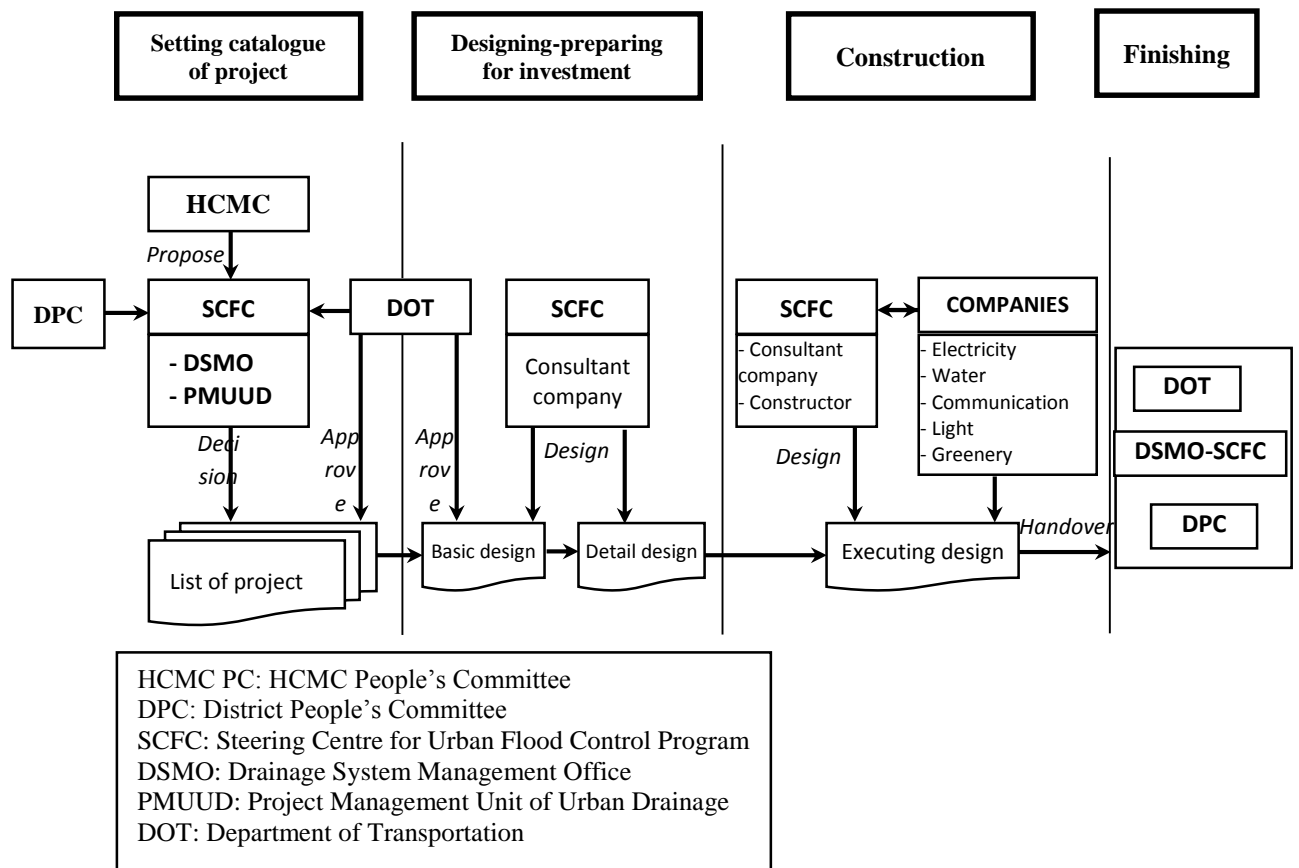 Setting catalogue
of project
Designing-preparing
for investment
Construction
Finishing
HCMC
Propose
DPC
SCFC
- DSMO
- PMUUD
DOT
SCFC
Consultant
company
SCFC
- Consultant
company
- Constructor
COMPANIES
- Electricity
- Water
- Communication
- Light
- Greenery
DOT
DSMO-SCFC
DPC
Deci
sion
App
rov
e
App
rov
e
Design
Design
Handover
List of project
Basic design
Detail design
Executing design
HCMC PC: HCMC People’s Committee
DPC: District People’s Committee
SCFC: Steering Centre for Urban Flood Control Program
DSMO: Drainage System Management Office
PMUUD: Project Management Unit of Urban Drainage
DOT: Department of Transportation